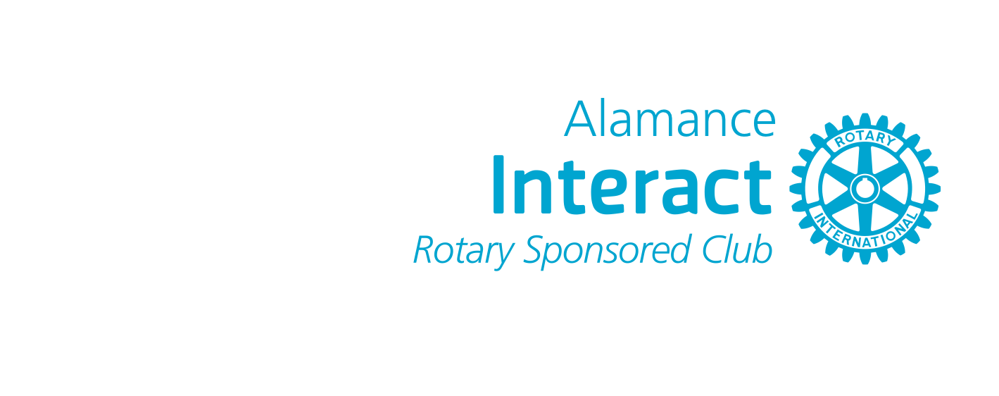 Alamance
Interact
Rotary Sponsored Club
ROTARY
INTERNATIONAL